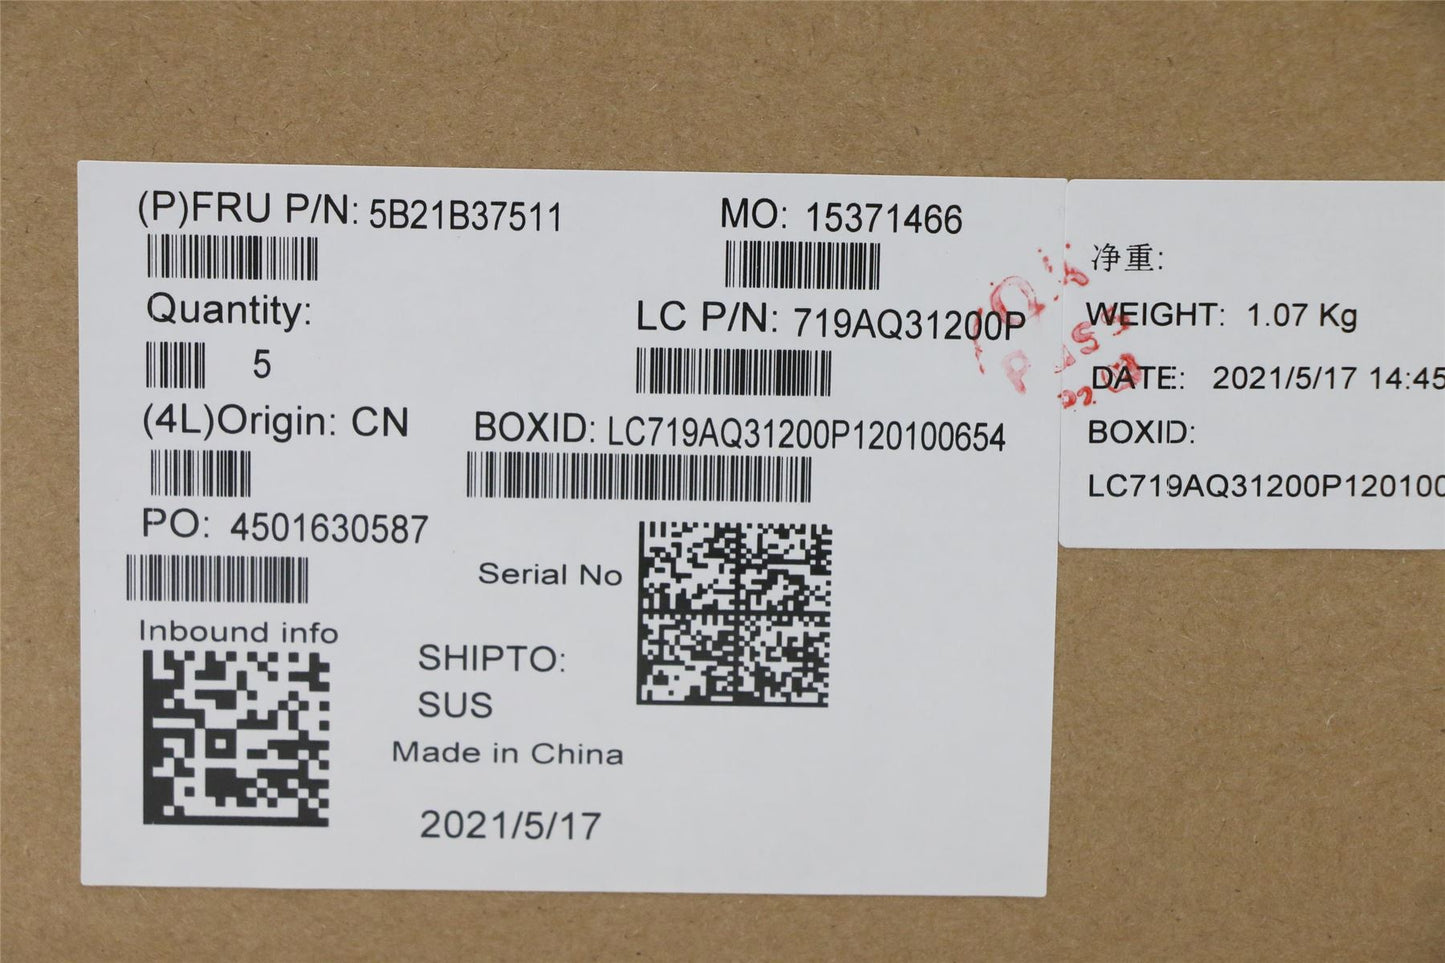 (P)FRU P/N: 5B21B37511
MO: 15371466
Quantity:
5
LC P/N: 719AQ31200P
(4L)Origin: CN
BOXID: LC719AQ31200P120100654
PO: 4501630587
Serial No
Inbound info
SHIPTO:
SUS
Made in China
2021/5/17
净重:
WEIGHT: 1.07 Kg
DATE: 2021/5/17 14:45
BOXID:
LC719AQ31200P120100
PASS